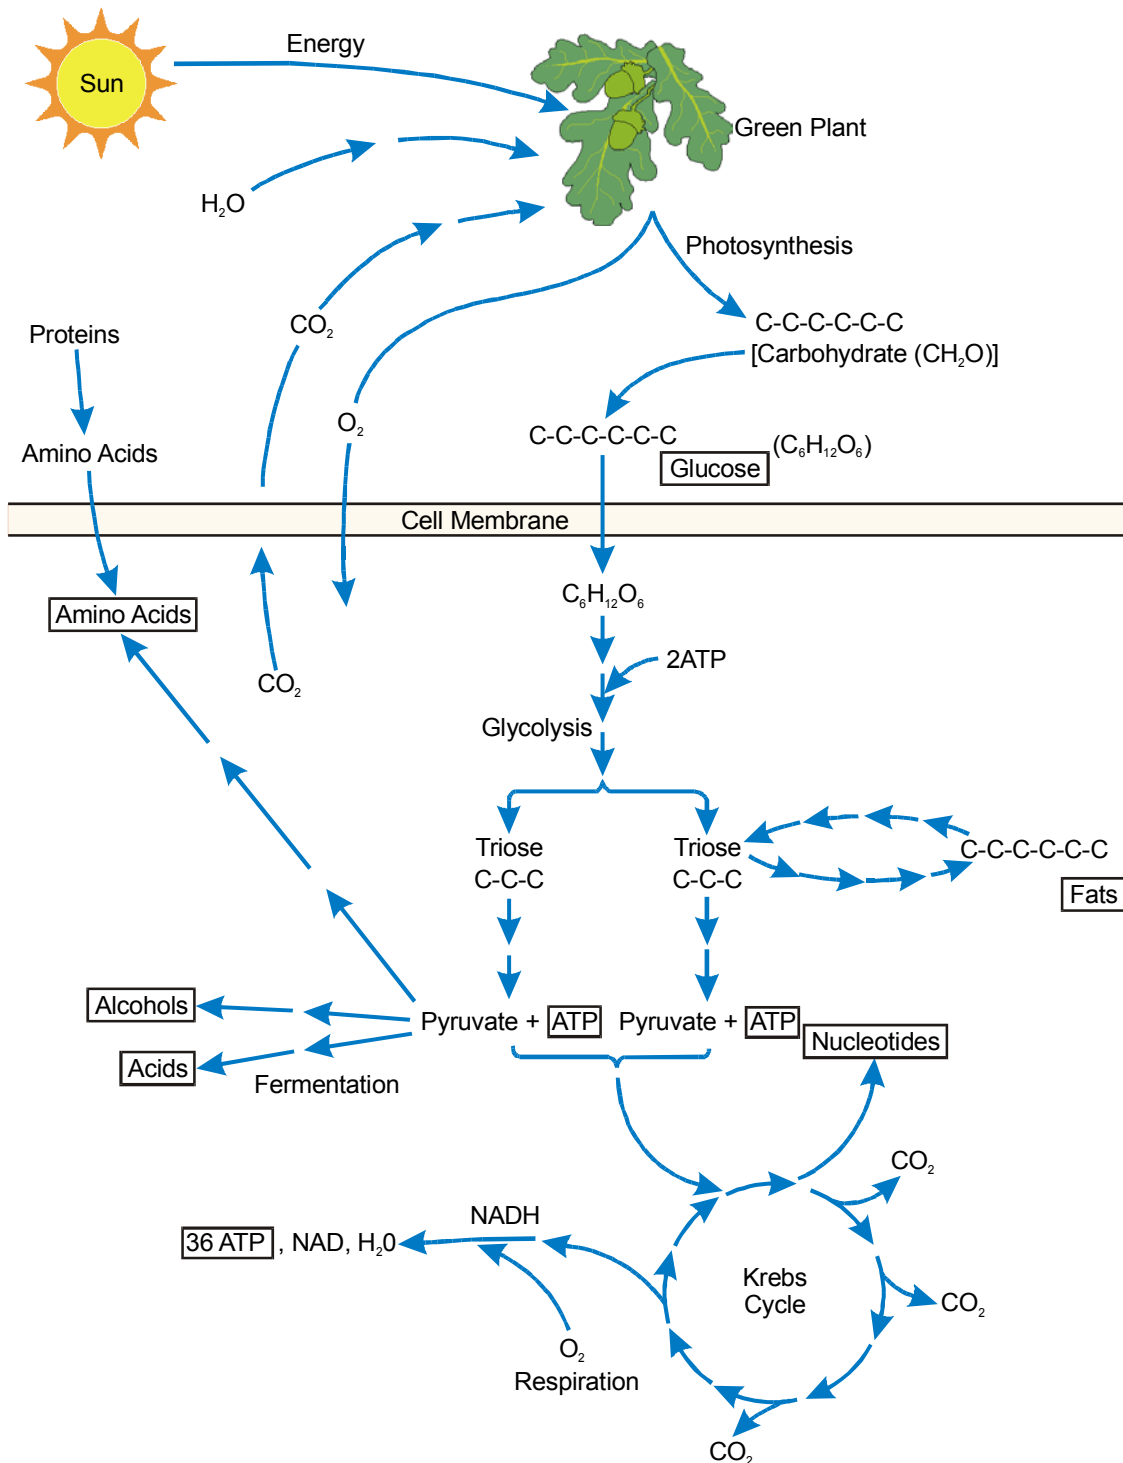 Energy
Sun
Green Plant
H₂O
Photosynthesis
CO₂
C-C-C-C-C-C
[Carbohydrate (CH₂O)]
Proteins
O₂
C-C-C-C-C-C
(C₆H₁₂O₆)
Glucose
Amino Acids
Cell Membrane
C₆H₁₂O₆
Amino Acids
2ATP
CO₂
Glycolysis
Triose
C-C-C
Triose
C-C-C
C-C-C-C-C-C
Fats
Alcohols
Pyruvate + ATP
Pyruvate + ATP
Nucleotides
Acids
Fermentation
CO₂
NADH
36 ATP , NAD, H₂0
Krebs
Cycle
CO₂
O₂
Respiration
CO₂